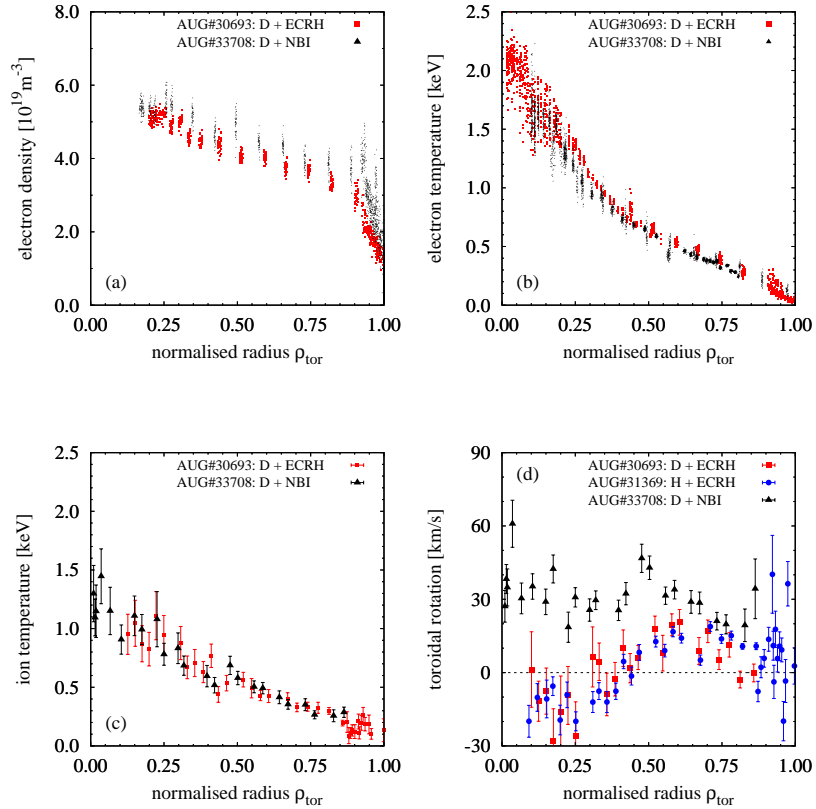 AUG#30693: D + ECRH
AUG#33708: D + NBI
8.0
6.0
4.0
2.0
0.0
electron density [10^19 m^-3]
(a)
0.00 0.25 0.50 0.75 1.00
normalised radius ρtor
AUG#30693: D + ECRH
AUG#33708: D + NBI
2.5
2.0
1.5
1.0
0.5
0.0
electron temperature [keV]
(b)
0.00 0.25 0.50 0.75 1.00
normalised radius ρtor
AUG#30693: D + ECRH
AUG#33708: D + NBI
2.5
2.0
1.5
1.0
0.5
0.0
ion temperature [keV]
(c)
0.00 0.25 0.50 0.75 1.00
normalised radius ρtor
(d)
AUG#30693: D + ECRH
AUG#31369: H + ECRH
AUG#33708: D + NBI
90
60
30
0
-30
toroidal rotation [km/s]
0.00 0.25 0.50 0.75 1.00
normalised radius ρtor